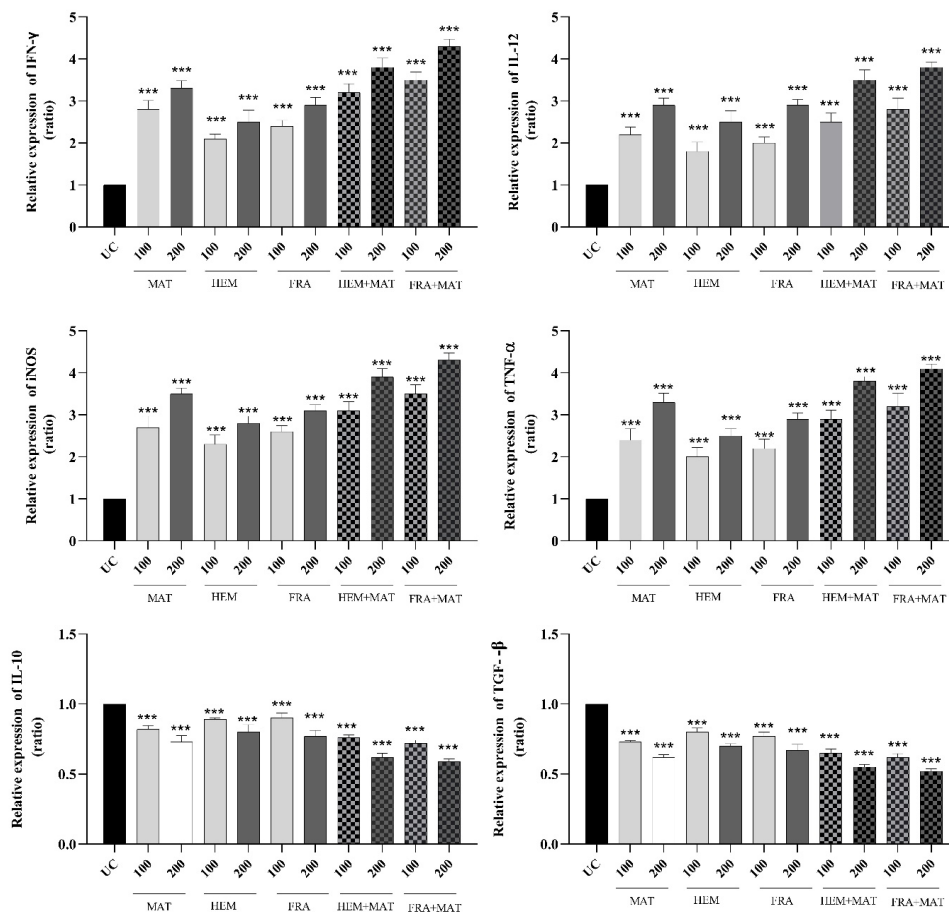 Relative expression of IFN-γ
(ratio)
5
4
3
2
1
0
*** *** *** *** *** *** *** *** *** ***
UC 100 200 100 200 100 200 100 200 100 200
MAT HEM FRA HEM+MAT FRA+MAT
Relative expression of IL-12
(ratio)
5
4
3
2
1
0
*** *** *** *** *** *** *** *** *** ***
UC 100 200 100 200 100 200 100 200 100 200
MAT HEM FRA HEM+MAT FRA+MAT
Relative expression of iNOS
(ratio)
5
4
3
2
1
0
*** *** *** *** *** *** *** *** *** ***
UC 100 200 100 200 100 200 100 200 100 200
MAT HEM FRA HEM+MAT FRA+MAT
Relative expression of TNF-α
(ratio)
5
4
3
2
1
0
*** *** *** *** *** *** *** *** *** ***
UC 100 200 100 200 100 200 100 200 100 200
MAT HEM FRA HEM+MAT FRA+MAT
Relative expression of IL-10
(ratio)
1.5
1.0
0.5
0.0
*** *** *** *** *** *** *** *** *** ***
UC 100 200 100 200 100 200 100 200 100 200
MAT HEM FRA HEM+MAT FRA+MAT
Relative expression of TGF--β
(ratio)
1.5
1.0
0.5
0.0
*** *** *** *** *** *** *** *** *** ***
UC 100 200 100 200 100 200 100 200 100 200
MAT HEM FRA HEM+MAT FRA+MAT